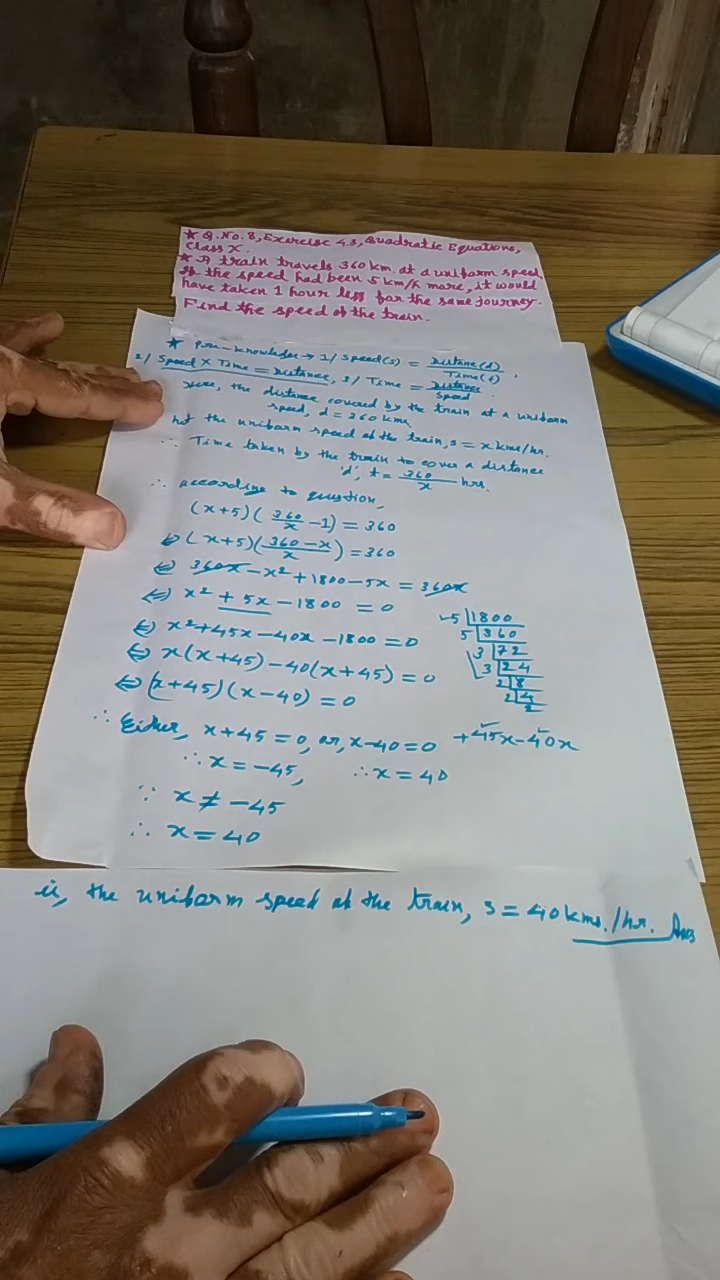 ★ Q.No.8, Exercise 4.3, Quadratic Equations,
Class X.
★ A train travels 360 km. at a uniform speed.
If the speed had been 5 km/h more, it would
have taken 1 hour less for the same journey.
Find the speed of the train.
★ Pre-knowledge → 1/ Speed(s) = Distance(d)/Time(t).
2/ Speed × Time = Distance, 3/ Time = Distance/Speed.
Here, the distance covered by the train at a uniform
speed, d = 360 kms.
Let the uniform speed of the train, s = x kms/hr.
∴ Time taken by the train to cover a distance
'd', t = 360/x hrs.
∴ according to question,
(x+5)(360/x −1) = 360
⇔ (x+5)(360−x/x) = 360
⇔ 360x − x² + 1800 − 5x = 360x
⇔ x² + 5x − 1800 = 0
⇔ x² + 45x − 40x − 1800 = 0
⇔ x(x+45) − 40(x+45) = 0
⇔ (x+45)(x−40) = 0
∴ Either, x+45 = 0, or, x−40 = 0
∴ x = −45, ∴ x = 40
∵ x ≠ −45
∴ x = 40
5 1800
5 360
3 72
3 24
2 8
2 4
2
+45x−40x
ie, the uniform speed of the train, s = 40 kms./hr. Ans